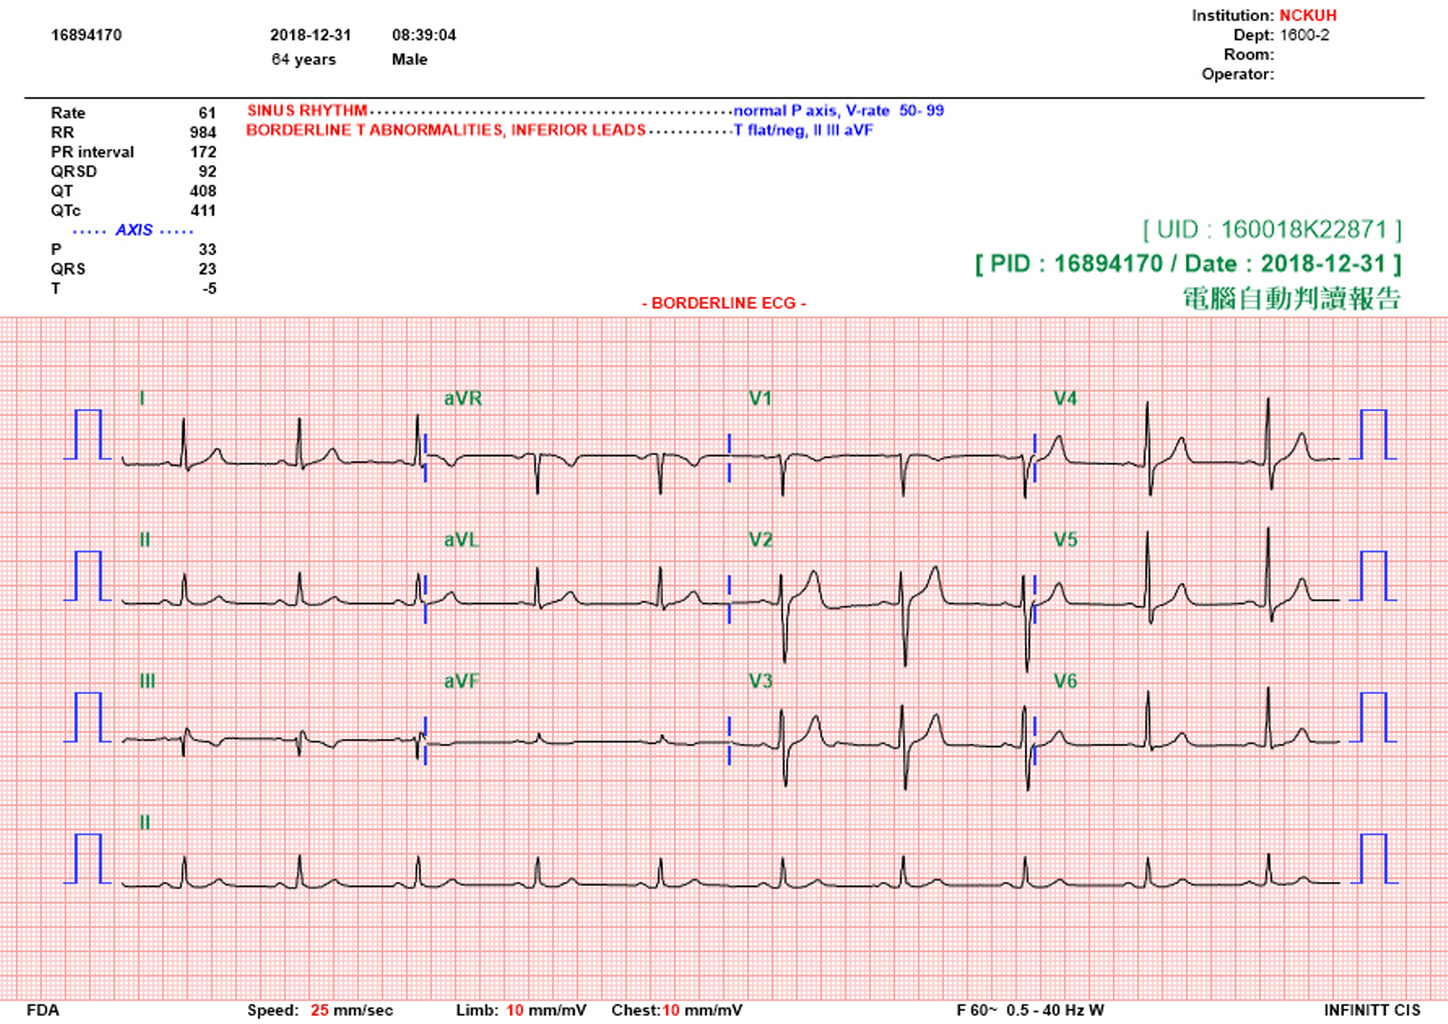 Institution: NCKUH
16894170 2018-12-31 08:39:04 Dept: 1600-2
64 years Male Room:
Operator:
Rate 61 SINUS RHYTHM normal P axis, V-rate 50- 99
RR 984 BORDERLINE T ABNORMALITIES, INFERIOR LEADS T flat/neg, II III aVF
PR interval 172
QRSD 92
QT 408
QTc 411
AXIS
[ UID : 160018K22871 ]
P 33
[ PID : 16894170 / Date : 2018-12-31 ]
QRS 23
T -5
電腦自動判讀報告
- BORDERLINE ECG -
I aVR V1 V4
II aVL V2 V5
III aVF V3 V6
II
FDA Speed: 25 mm/sec Limb: 10 mm/mV Chest:10 mm/mV F 60~ 0.5 - 40 Hz W INFINITT CIS